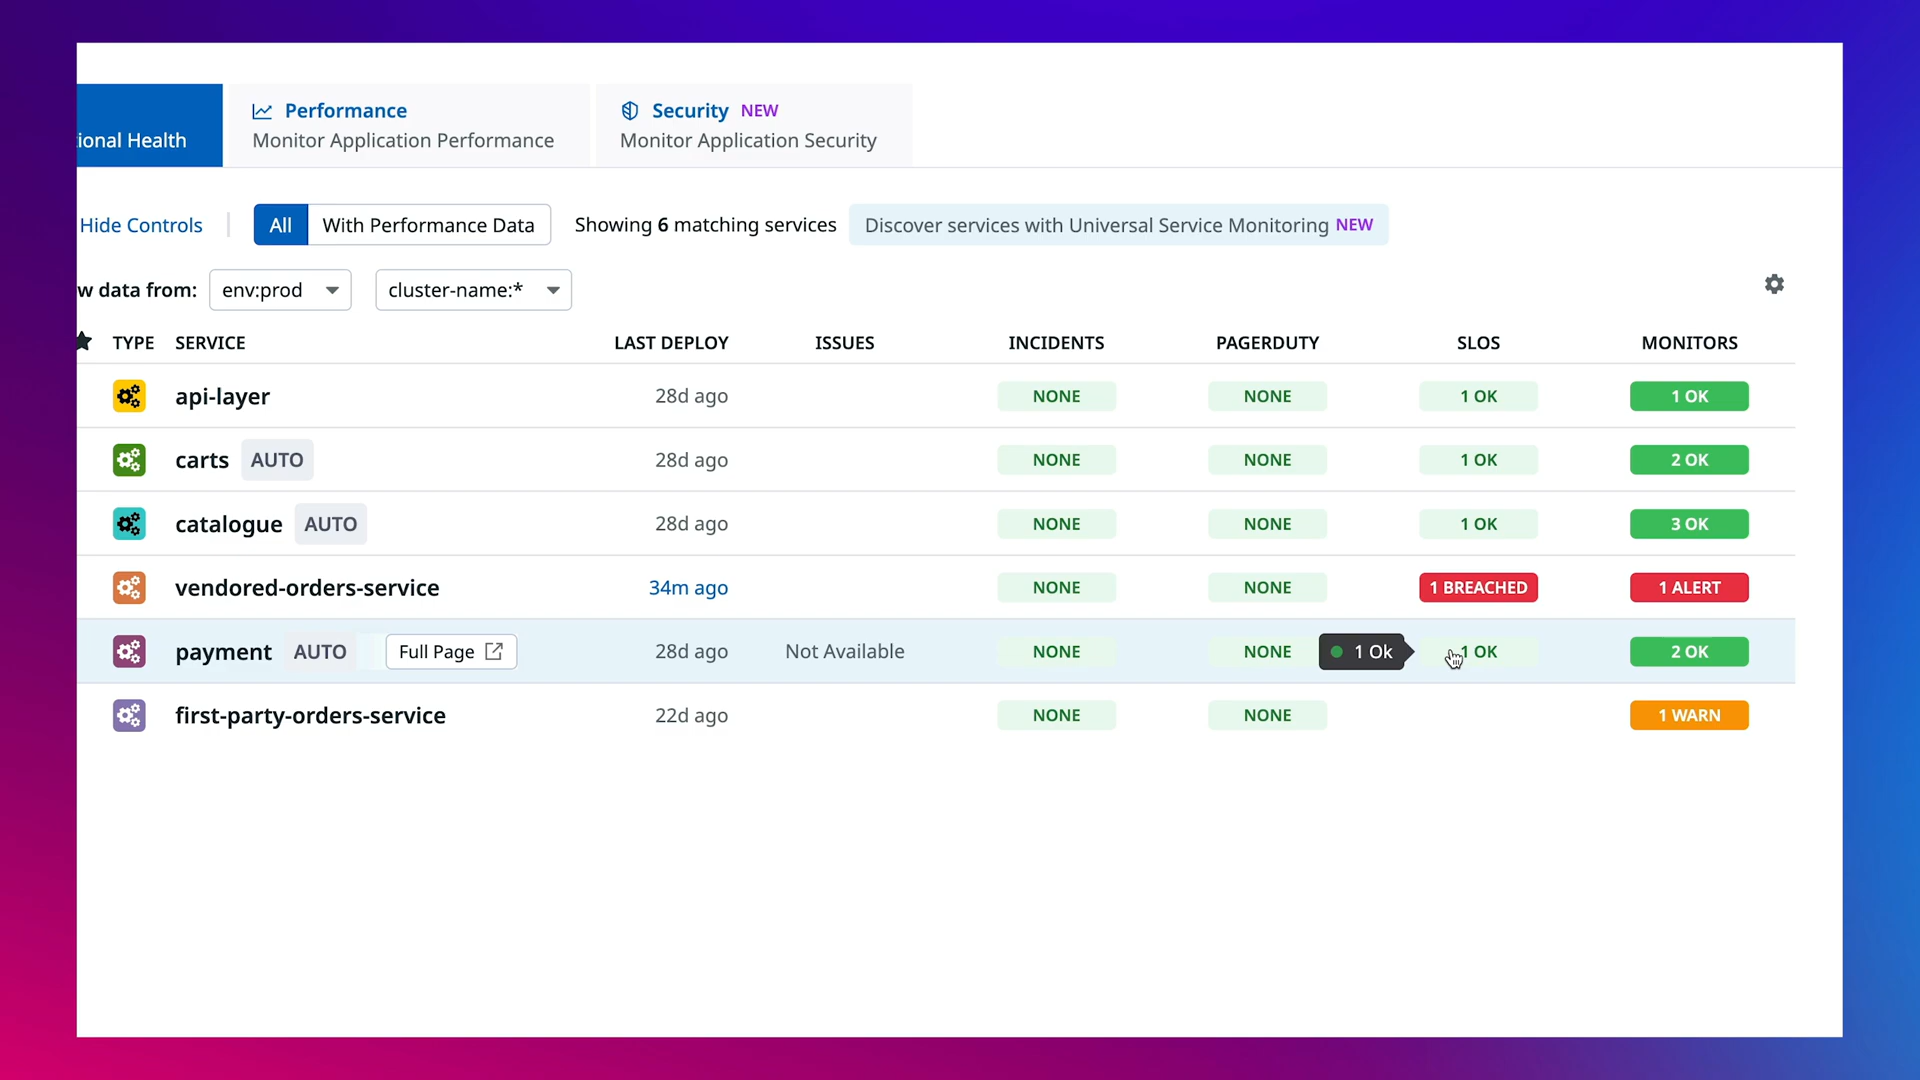 ional Health
Performance
Monitor Application Performance
Security NEW
Monitor Application Security
Hide Controls
All
With Performance Data
Showing 6 matching services
Discover services with Universal Service Monitoring NEW
w data from:
env:prod
cluster-name:*
TYPE SERVICE LAST DEPLOY ISSUES INCIDENTS PAGERDUTY SLOS MONITORS
api-layer 28d ago NONE NONE 1 OK 1 OK
carts AUTO 28d ago NONE NONE 1 OK 2 OK
catalogue AUTO 28d ago NONE NONE 1 OK 3 OK
vendored-orders-service 34m ago NONE NONE 1 BREACHED 1 ALERT
payment AUTO Full Page 28d ago Not Available NONE NONE 1 Ok 1 OK 2 OK
first-party-orders-service 22d ago NONE NONE 1 WARN